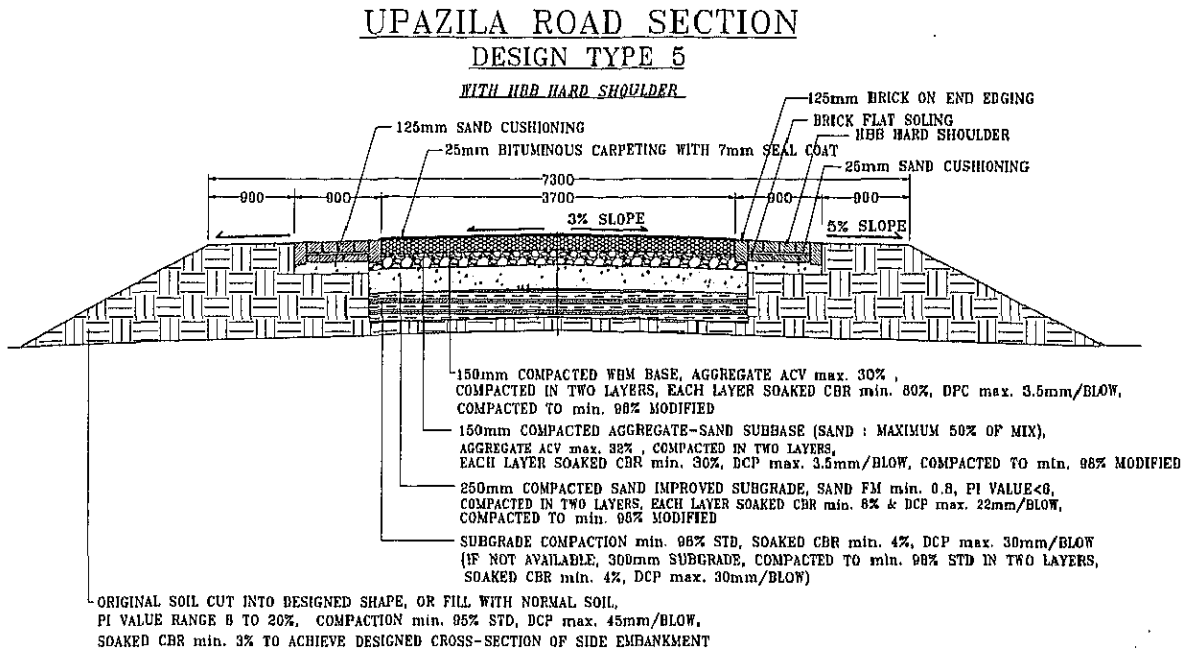 UPAZILA ROAD SECTION
DESIGN TYPE 5
WITH HBB HARD SHOULDER
125mm BRICK ON END EDGING
BRICK FLAT SOLING
HBB HARD SHOULDER
125mm SAND CUSHIONING
25mm BITUMINOUS CARPETING WITH 7mm SEAL COAT
25mm SAND CUSHIONING
7300
900 900 3700 900 900
3% SLOPE
5% SLOPE
150mm COMPACTED WBM BASE, AGGREGATE ACV max. 30% ,
COMPACTED IN TWO LAYERS, EACH LAYER SOAKED CBR min. 80%, DPC max. 3.5mm/BLOW,
COMPACTED TO min. 98% MODIFIED
150mm COMPACTED AGGREGATE-SAND SUBBASE (SAND : MAXIMUM 50% OF MIX),
AGGREGATE ACV max. 32% , COMPACTED IN TWO LAYERS,
EACH LAYER SOAKED CBR min. 30%, DCP max. 3.5mm/BLOW, COMPACTED TO min. 98% MODIFIED
250mm COMPACTED SAND IMPROVED SUBGRADE, SAND FM min. 0.8, PI VALUE<6,
COMPACTED IN TWO LAYERS, EACH LAYER SOAKED CBR min. 8% & DCP max. 22mm/BLOW,
COMPACTED TO min. 98% MODIFIED
SUBGRADE COMPACTION min. 98% STD, SOAKED CBR min. 4%, DCP max. 30mm/BLOW
(IF NOT AVAILABLE, 300mm SUBGRADE, COMPACTED TO min. 98% STD IN TWO LAYERS,
SOAKED CBR min. 4%, DCP max. 30mm/BLOW)
ORIGINAL SOIL CUT INTO DESIGNED SHAPE, OR FILL WITH NORMAL SOIL,
PI VALUE RANGE 8 TO 20%, COMPACTION min. 95% STD, DCP max. 45mm/BLOW,
SOAKED CBR min. 3% TO ACHIEVE DESIGNED CROSS-SECTION OF SIDE EMBANKMENT